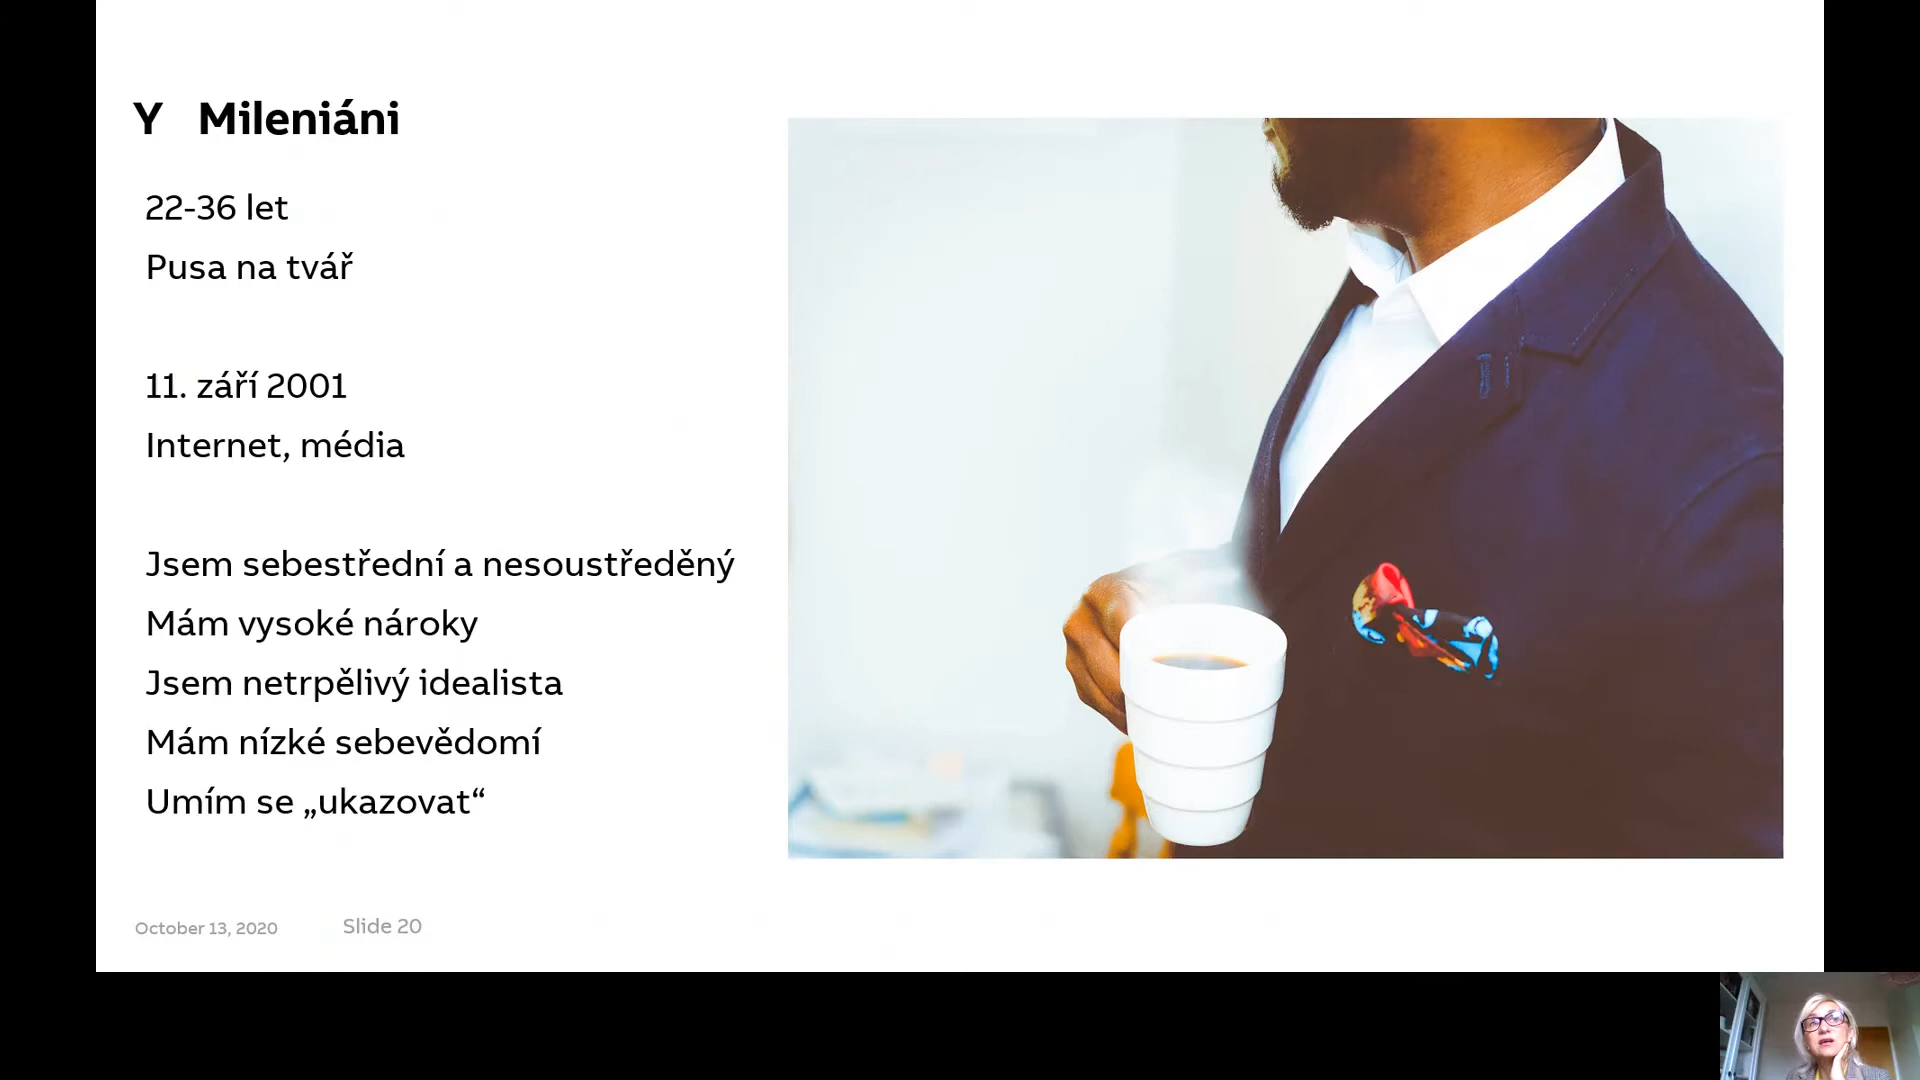 Y Mileniáni
22-36 let
Pusa na tvář
11. září 2001
Internet, média
Jsem sebestřední a nesoustředěný
Mám vysoké nároky
Jsem netrpělivý idealista
Mám nízké sebevědomí
Umím se „ukazovat“
October 13, 2020 Slide 20